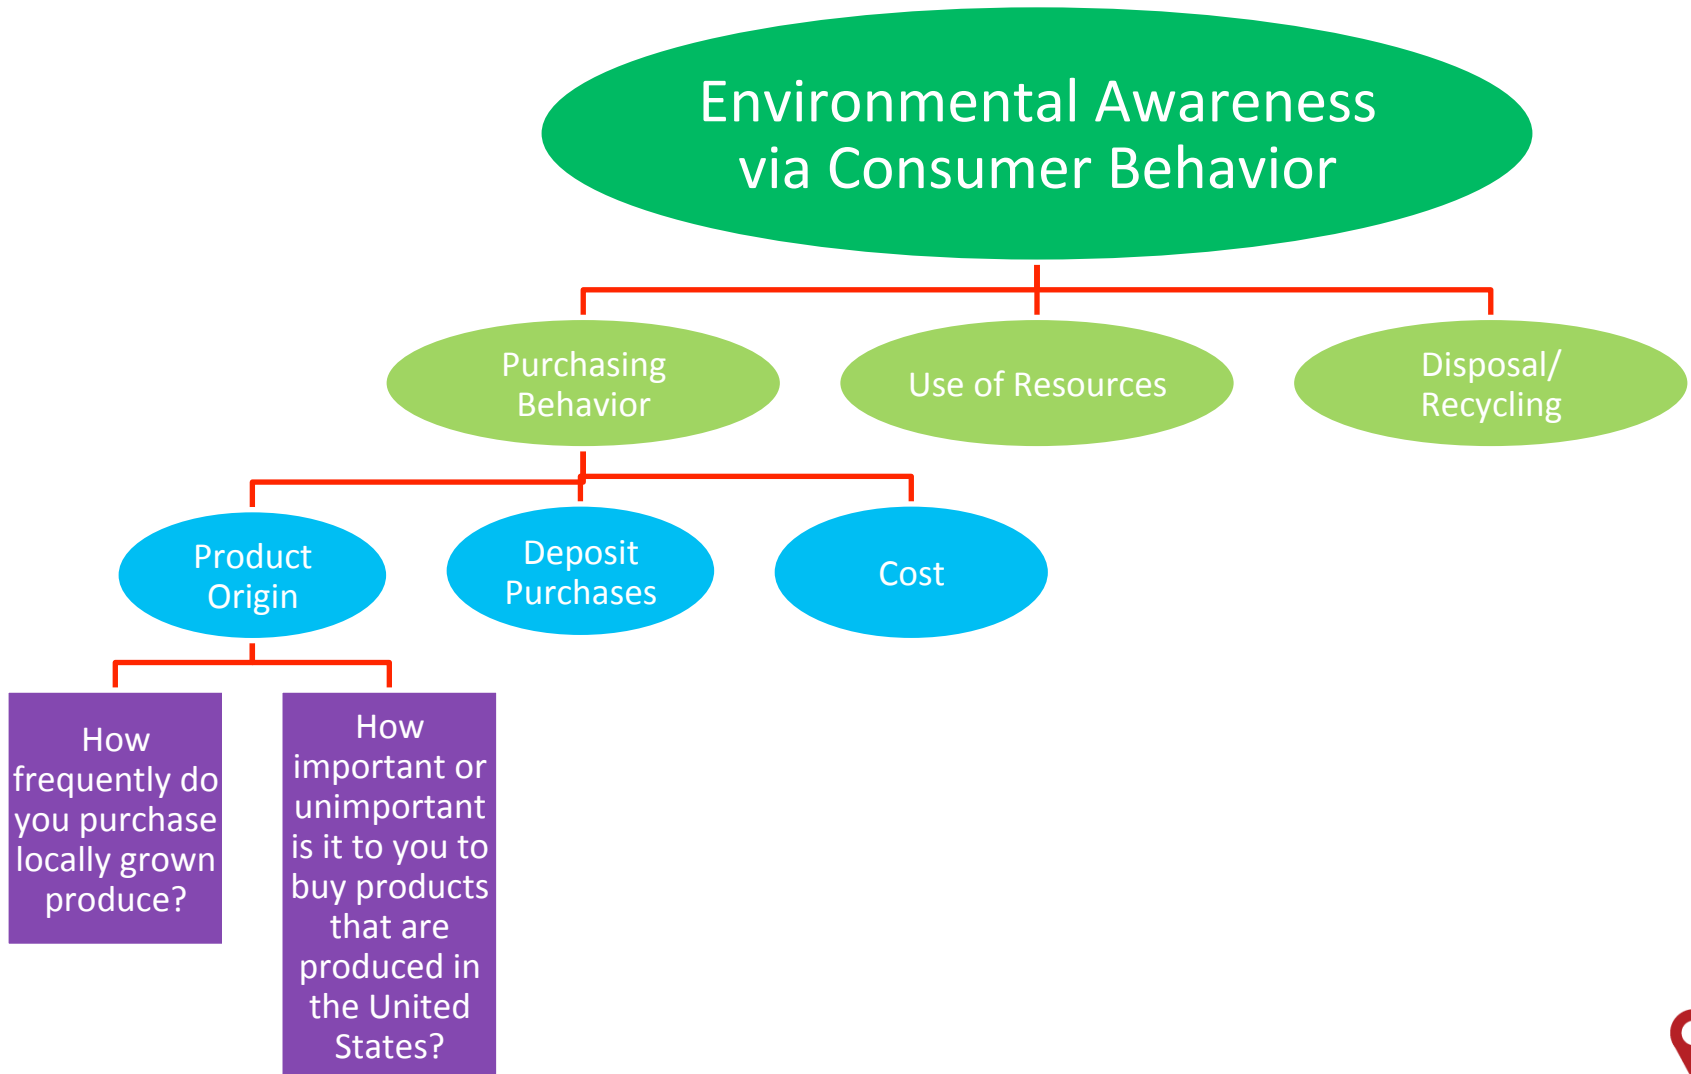 Environmental Awareness
via Consumer Behavior
Purchasing
Behavior
Use of Resources
Disposal/
Recycling
Product
Origin
Deposit
Purchases
Cost
How
frequently do
you purchase
locally grown
produce?
How
important or
unimportant
is it to you to
buy products
that are
produced in
the United
States?